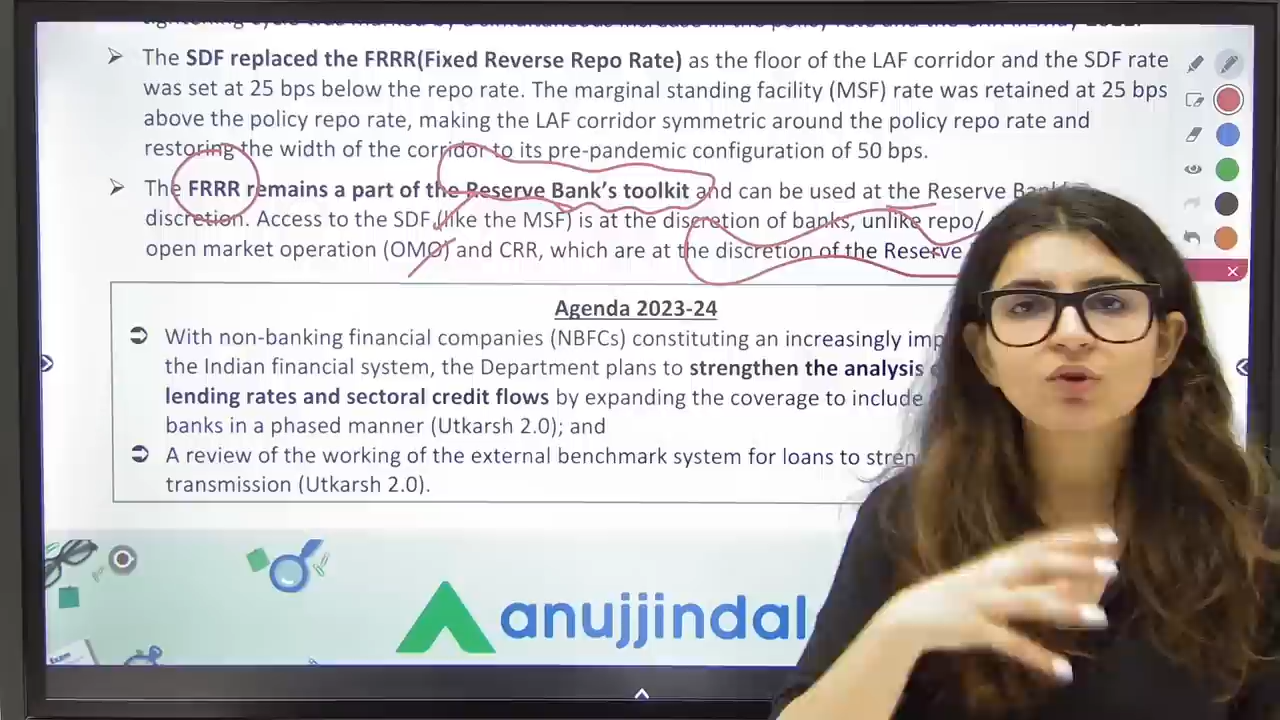 The SDF replaced the FRRR(Fixed Reverse Repo Rate) as the floor of the LAF corridor and the SDF rate
was set at 25 bps below the repo rate. The marginal standing facility (MSF) rate was retained at 25 bps
above the policy repo rate, making the LAF corridor symmetric around the policy repo rate and
restoring the width of the corridor to its pre-pandemic configuration of 50 bps.
The FRRR remains a part of the Reserve Bank's toolkit and can be used at the Reserve
discretion. Access to the SDF (like the MSF) is at the discretion of banks, unlike repo/
open market operation (OMO) and CRR, which are at the discretion of the Reserve
Agenda 2023-24
With non-banking financial companies (NBFCs) constituting an increasingly
the Indian financial system, the Department plans to strengthen the analysis
lending rates and sectoral credit flows by expanding the coverage to include
banks in a phased manner (Utkarsh 2.0); and
A review of the working of the external benchmark system for loans to
transmission (Utkarsh 2.0).
anujjindal